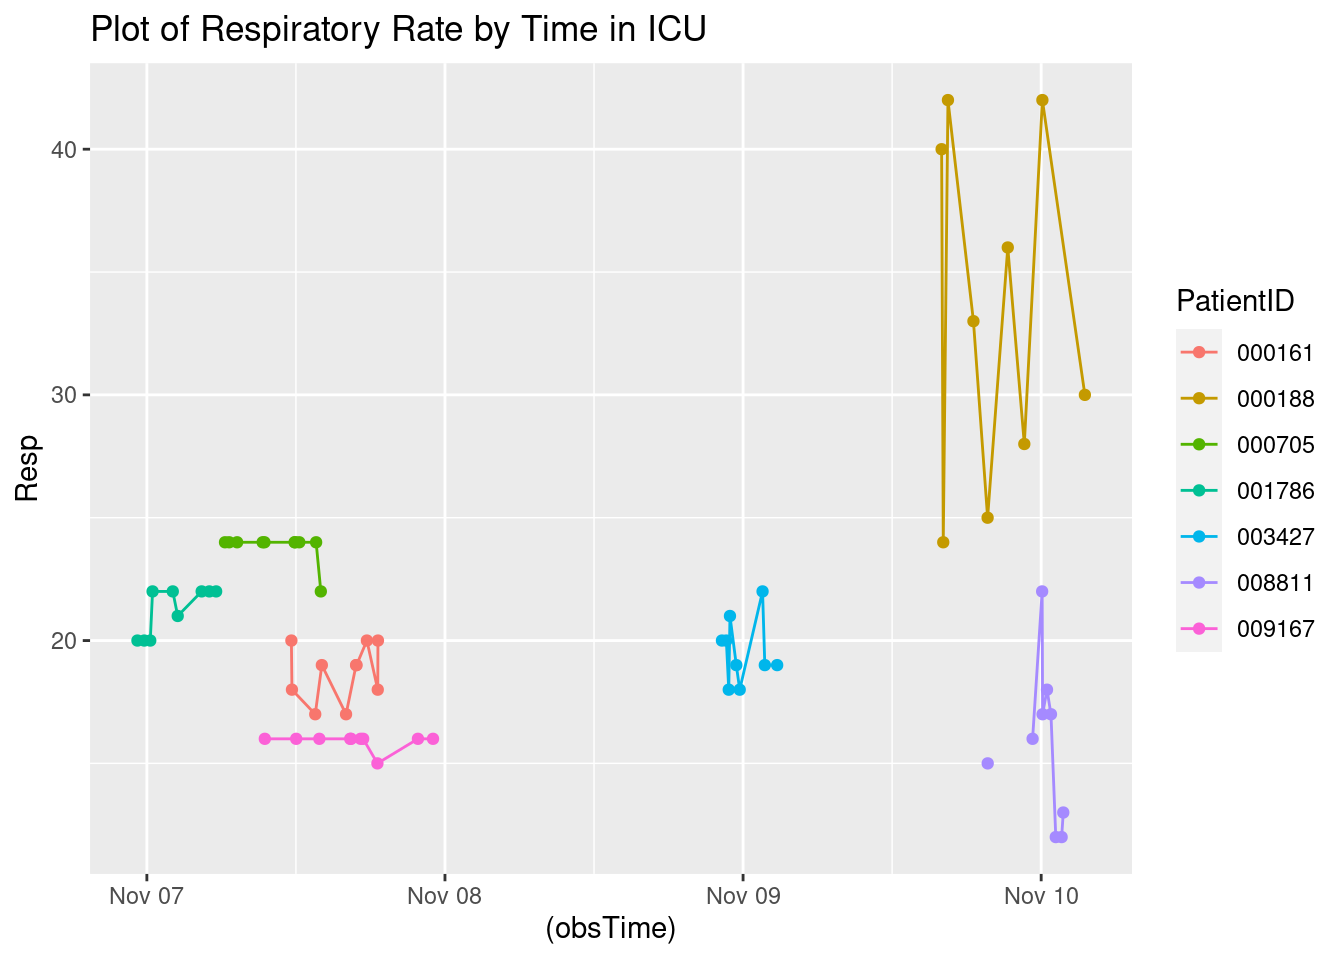 Plot of Respiratory Rate by Time in ICU
40
30
20
Resp
Nov 07
Nov 08
Nov 09
Nov 10
(obsTime)
PatientID
000161
000188
000705
001786
003427
008811
009167